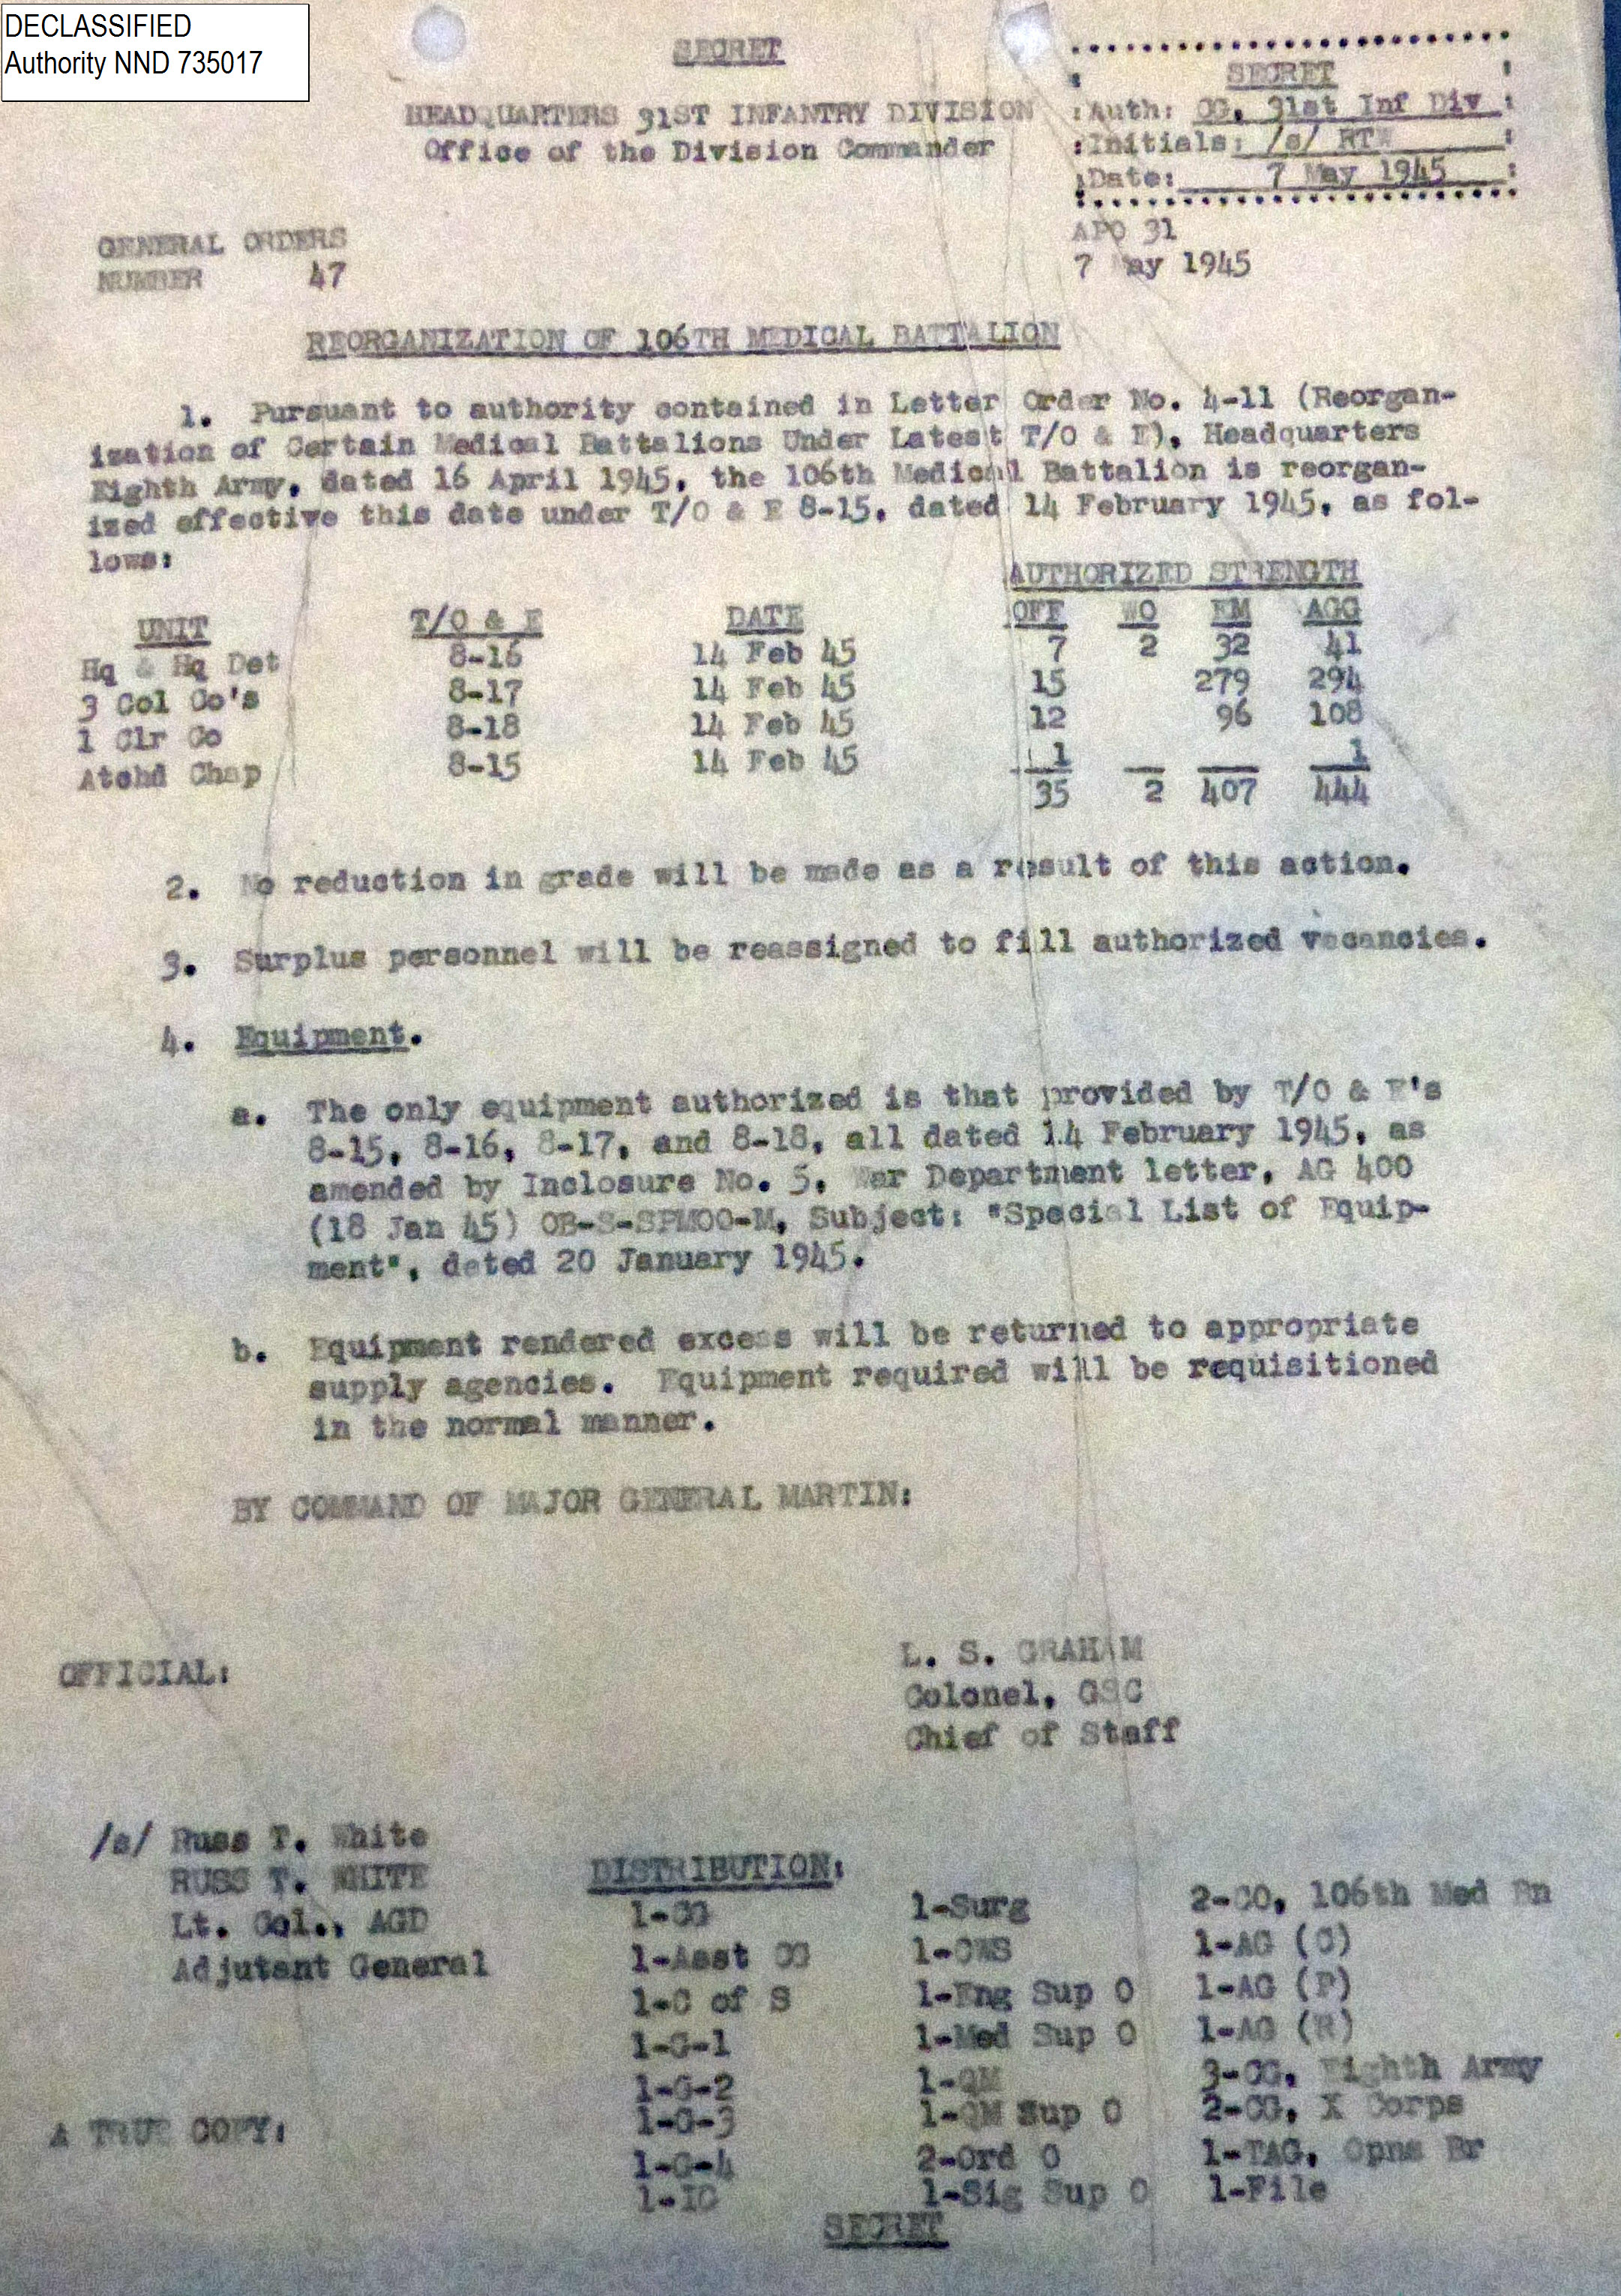 DECLASSIFIED
Authority NND 735017
SECRET
SECRET
Auth: CG, 31st Inf Div
Initials: /s/ RTW
Date: 7 May 1945
HEADQUARTERS 31ST INFANTRY DIVISION
Office of the Division Commander
APO 31
7 May 1945
GENERAL ORDERS
NUMBER 47
REORGANIZATION OF 106TH MEDICAL BATTALION
1. Pursuant to authority contained in Letter Order No. 4-11 (Reorgan-
ization of Certain Medical Battalions Under Latest T/O & E), Headquarters
Eighth Army, dated 16 April 1945, the 106th Medical Battalion is reorgan-
ized effective this date under T/O & E 8-15, dated 14 February 1945, as fol-
lows:
AUTHORIZED STRENGTH
UNIT T/O & E DATE OFF WO EM AGG
Hq & Hq Det 8-16 14 Feb 45 7 2 32 41
3 Col Co's 8-17 14 Feb 45 15 279 294
1 Clr Co 8-18 14 Feb 45 12 96 108
Atchd Chap 8-15 14 Feb 45 1 1
35 2 407 444
2. No reduction in grade will be made as a result of this action.
3. Surplus personnel will be reassigned to fill authorized vacancies.
4. Equipment.
a. The only equipment authorized is that provided by T/O & E's
8-15, 8-16, 8-17, and 8-18, all dated 14 February 1945, as
amended by Inclosure No. 5, War Department letter, AG 400
(18 Jan 45) OB-S-SPMOO-M, Subject: "Special List of Equip-
ment", dated 20 January 1945.
b. Equipment rendered excess will be returned to appropriate
supply agencies. Equipment required will be requisitioned
in the normal manner.
BY COMMAND OF MAJOR GENERAL MARTIN:
L. S. GRAHAM
Colonel, GSC
Chief of Staff
OFFICIAL:
/s/ Russ T. White
RUSS T. WHITE
Lt. Col., AGD
Adjutant General
DISTRIBUTION:
1-CG 1-Surg 2-CO, 106th Med Bn
1-Asst CG 1-CWS 1-AG (C)
1-C of S 1-Eng Sup O 1-AG (P)
1-G-1 1-Med Sup O 1-AG (R)
1-G-2 1-QM 3-CG, Eighth Army
1-G-3 1-QM Sup O 2-CG, X Corps
1-G-4 2-Ord O 1-TAG, Opns Br
1-IG 1-Sig Sup O 1-File
A TRUE COPY:
SECRET